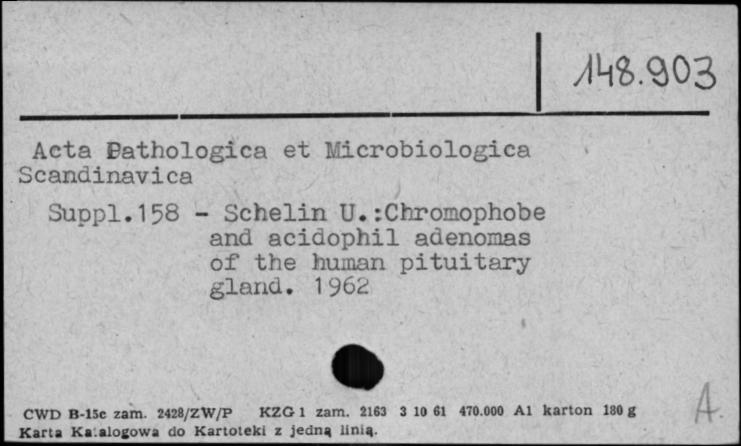 148.903
Acta Pathologica et Microbiologica
Scandinavica
Suppl.158 - Schelin U.:Chromophobe
and acidophil adenomas
of the human pituitary
gland. 1962
CWD B-15c zam. 2428/ZW/P KZG 1 zam. 2163 3 10 61 470.000 A1 karton 180 g
Karta Katalogowa do Kartoteki z jedną linią.
A.